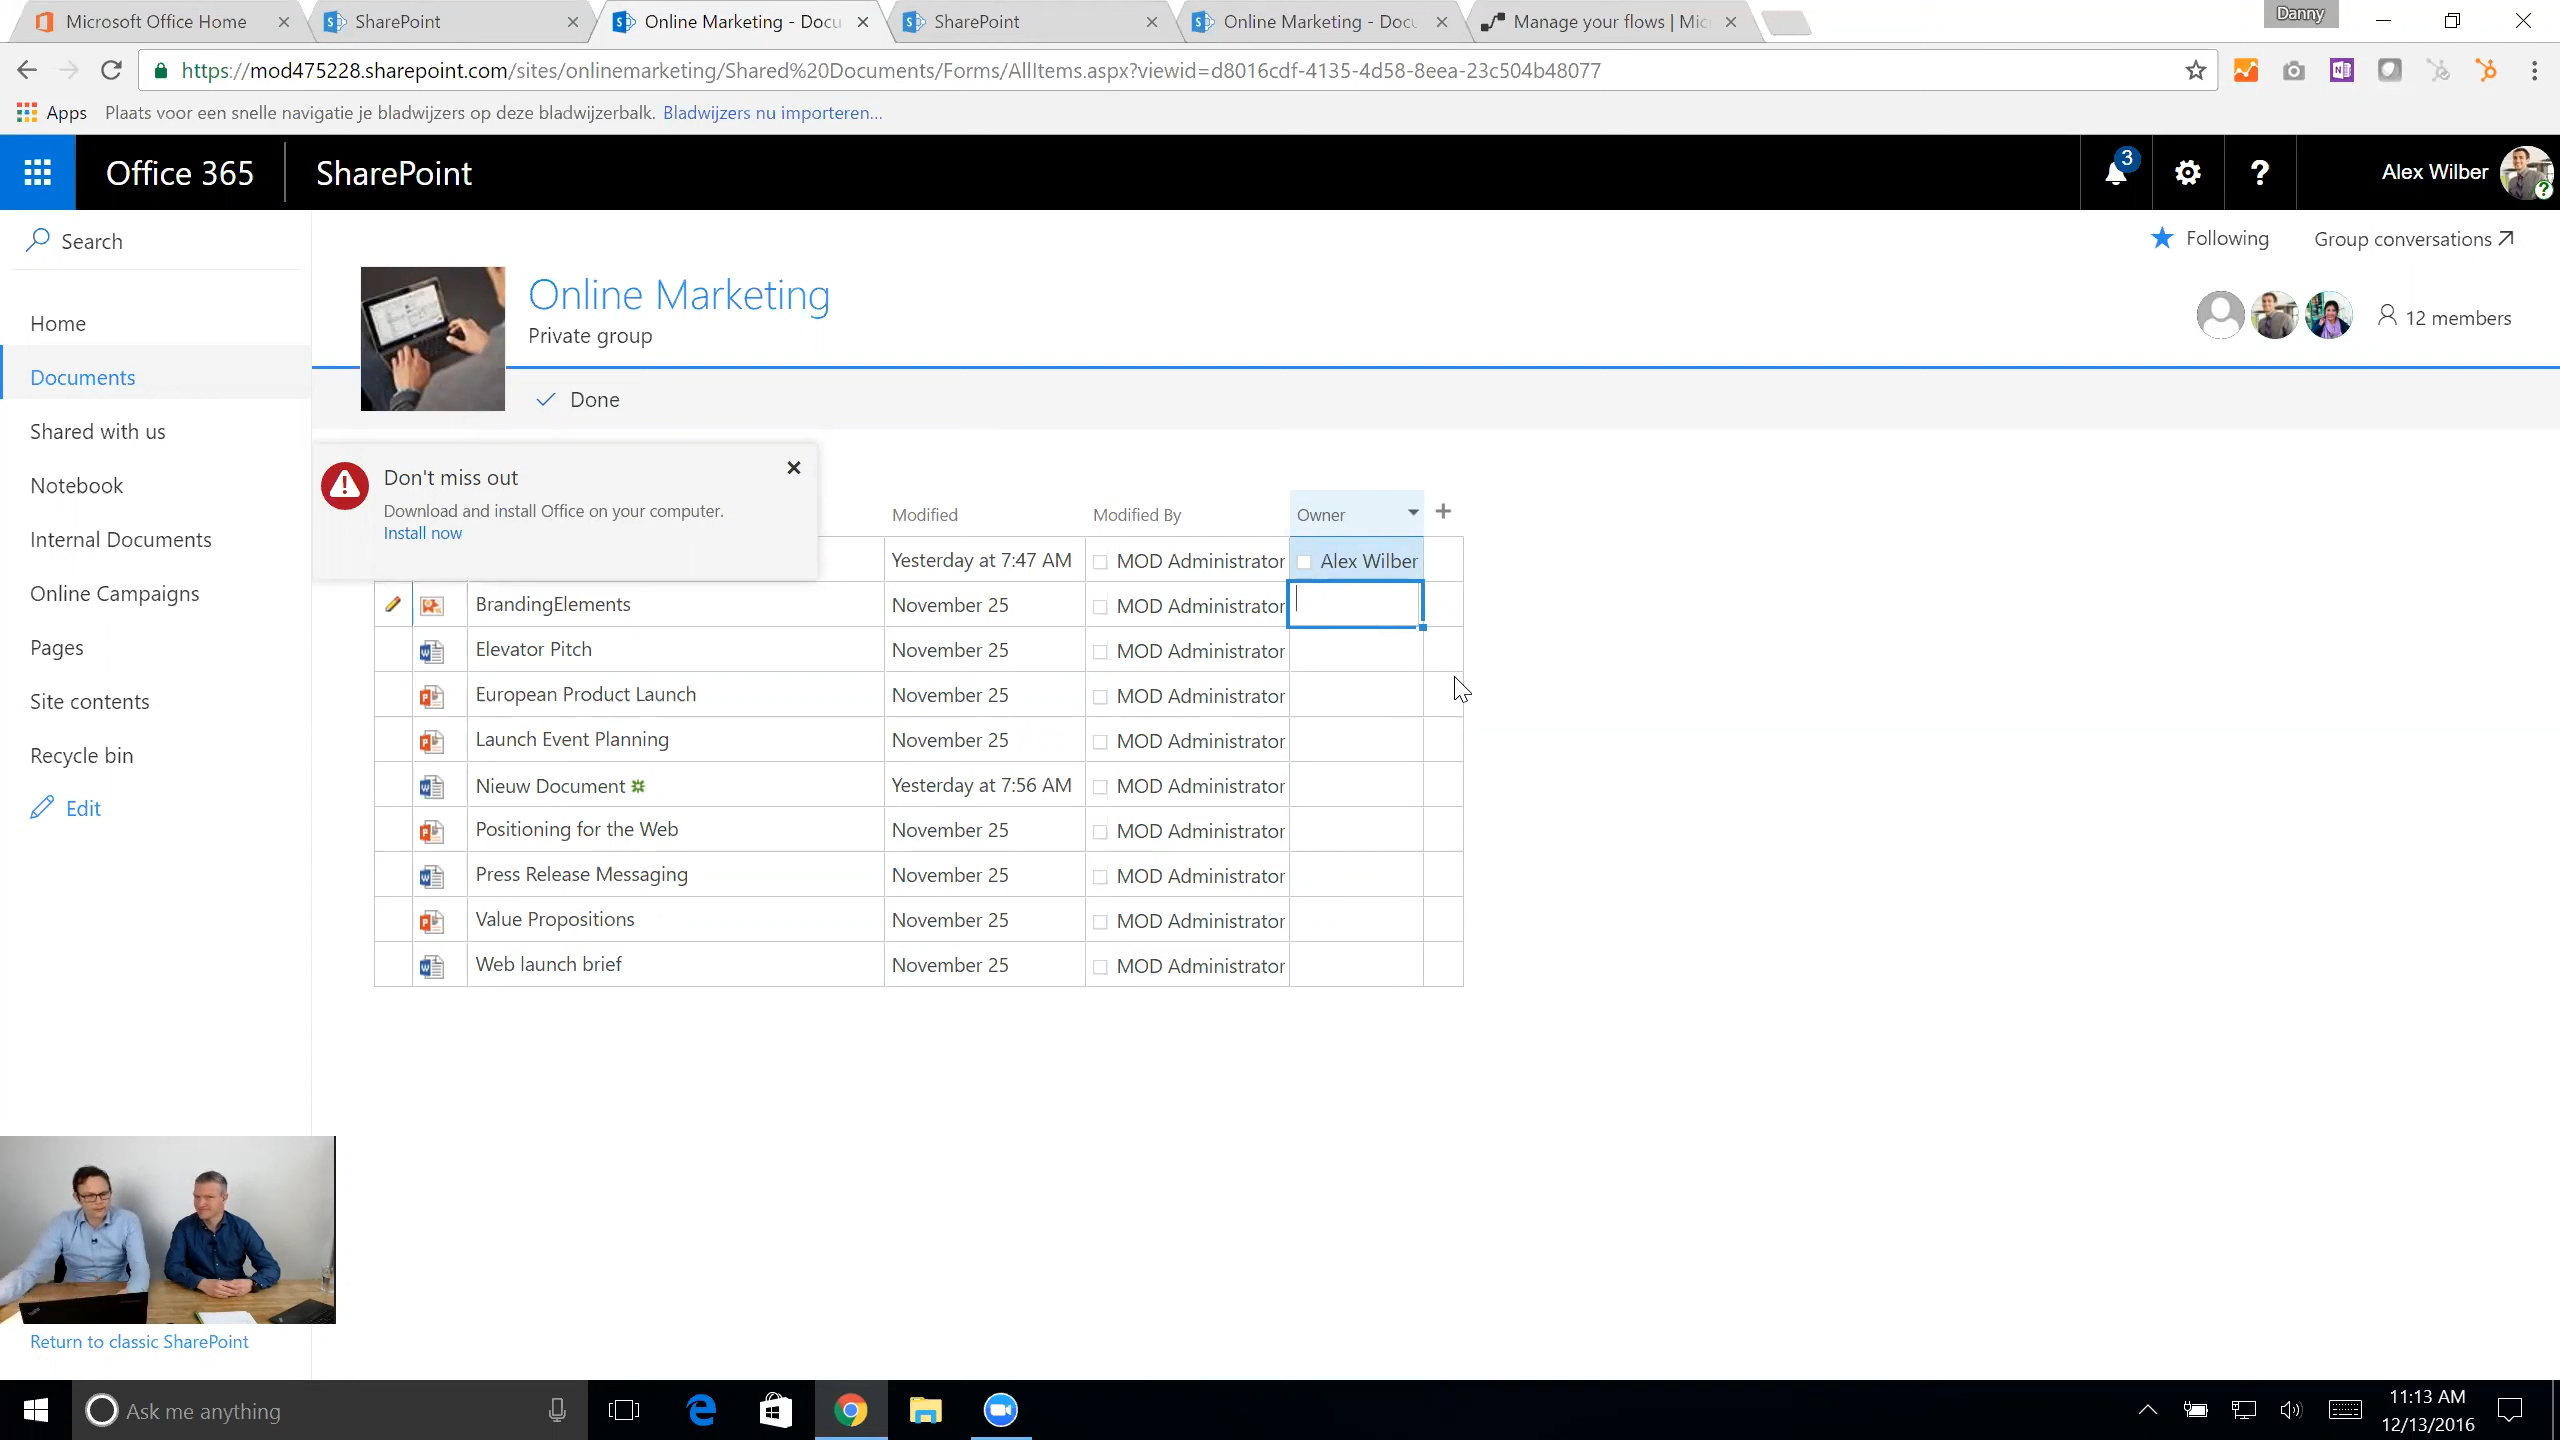 Microsoft Office Home
SharePoint
Online Marketing - Docu
SharePoint
Online Marketing - Docu
Manage your flows | Mic
Danny
https://mod475228.sharepoint.com/sites/onlinemarketing/Shared%20Documents/Forms/AllItems.aspx?viewid=d8016cdf-4135-4d58-8eea-23c504b48077
Apps Plaats voor een snelle navigatie je bladwijzers op deze bladwijzerbalk. Bladwijzers nu importeren...
Office 365 SharePoint
3
?
Alex Wilber
Search
Following
Group conversations
Online Marketing
Private group
12 members
Home
Documents
Shared with us
Notebook
Internal Documents
Online Campaigns
Pages
Site contents
Recycle bin
Edit
Done
Don't miss out
Download and install Office on your computer.
Install now
Modified Modified By Owner
Yesterday at 7:47 AM MOD Administrator Alex Wilber
BrandingElements November 25 MOD Administrator
Elevator Pitch November 25 MOD Administrator
European Product Launch November 25 MOD Administrator
Launch Event Planning November 25 MOD Administrator
Nieuw Document Yesterday at 7:56 AM MOD Administrator
Positioning for the Web November 25 MOD Administrator
Press Release Messaging November 25 MOD Administrator
Value Propositions November 25 MOD Administrator
Web launch brief November 25 MOD Administrator
Return to classic SharePoint
Ask me anything
11:13 AM
12/13/2016